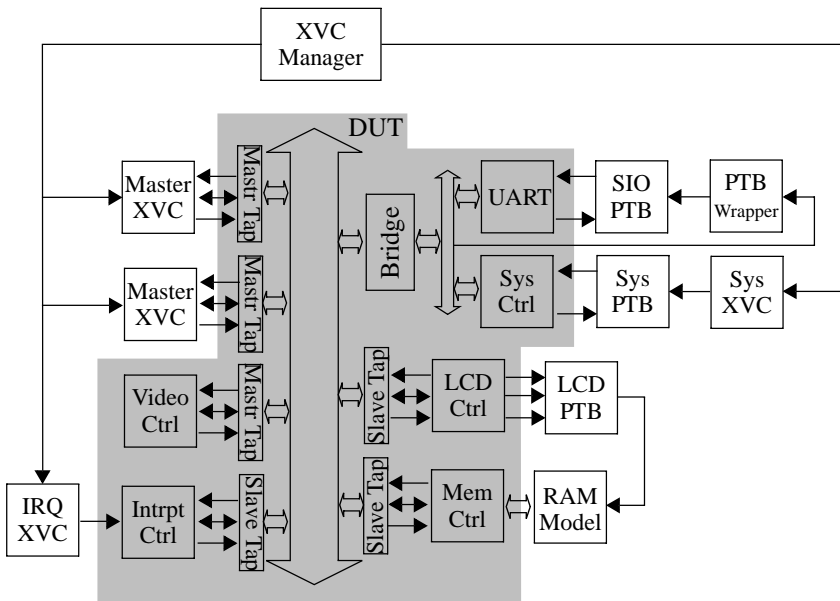 XVC
Manager
DUT
Master
XVC
Mastr Tap
Bridge
UART
SIO
PTB
PTB
Wrapper
Master
XVC
Mastr Tap
Sys
Ctrl
Sys
PTB
Sys
XVC
Video
Ctrl
Mastr Tap
Slave Tap
LCD
Ctrl
LCD
PTB
IRQ
XVC
Intrpt
Ctrl
Slave Tap
Slave Tap
Mem
Ctrl
RAM
Model